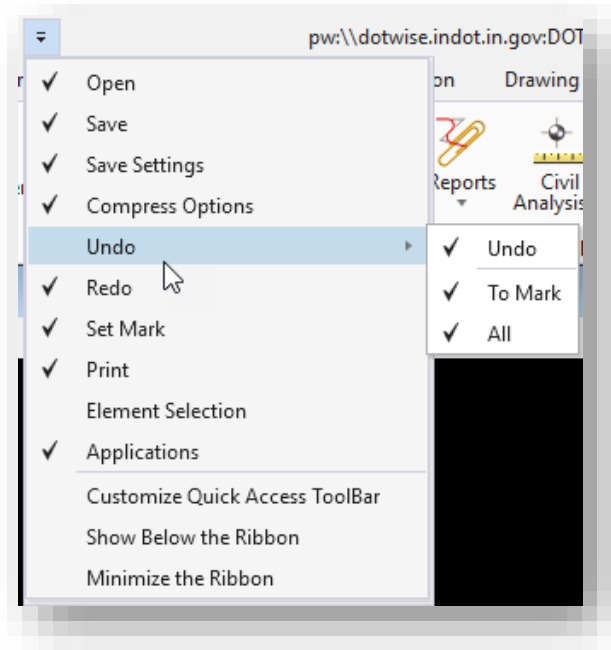 pw:\\dotwise.indot.in.gov:DOT
Open
on
Drawing
Save
Save Settings
Reports
Civil
Analysis
Compress Options
Undo
Undo
Redo
To Mark
Set Mark
All
Print
Element Selection
Applications
Customize Quick Access ToolBar
Show Below the Ribbon
Minimize the Ribbon